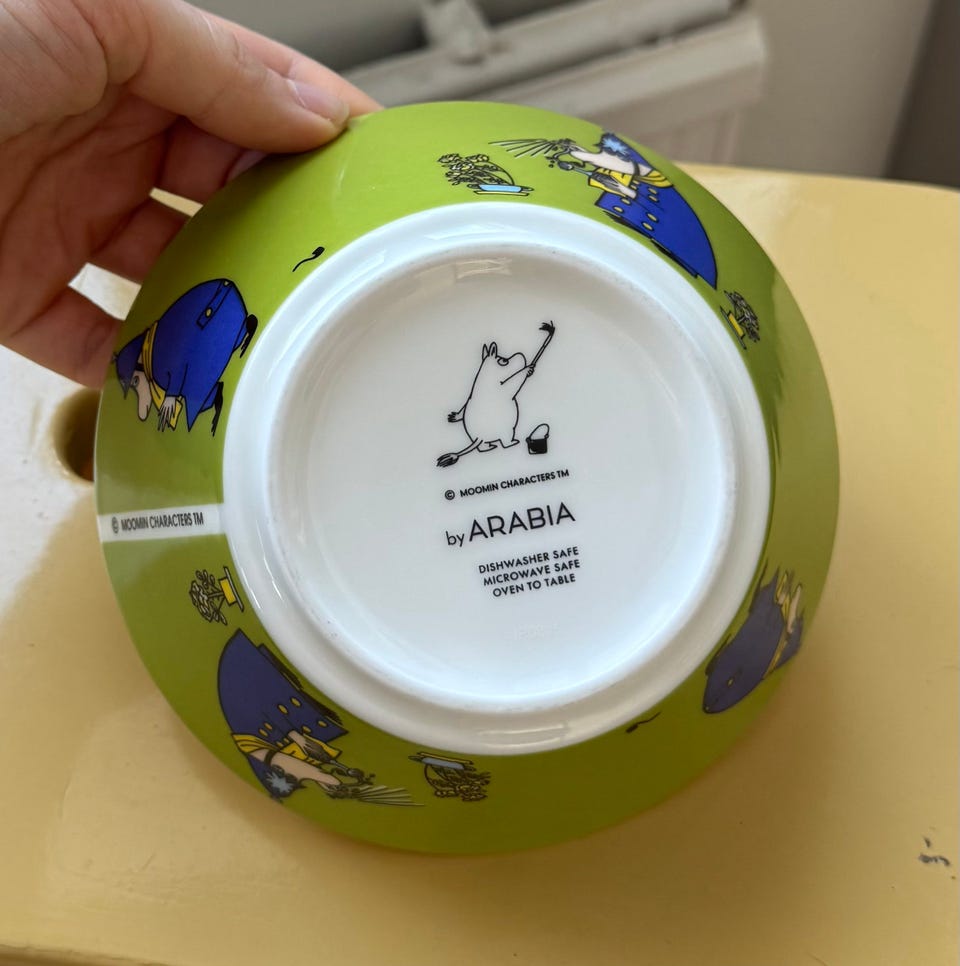 © MOOMIN CHARACTERS TM
by ARABIA
DISHWASHER SAFE
MICROWAVE SAFE
OVEN TO TABLE
© MOOMIN CHARACTERS TM